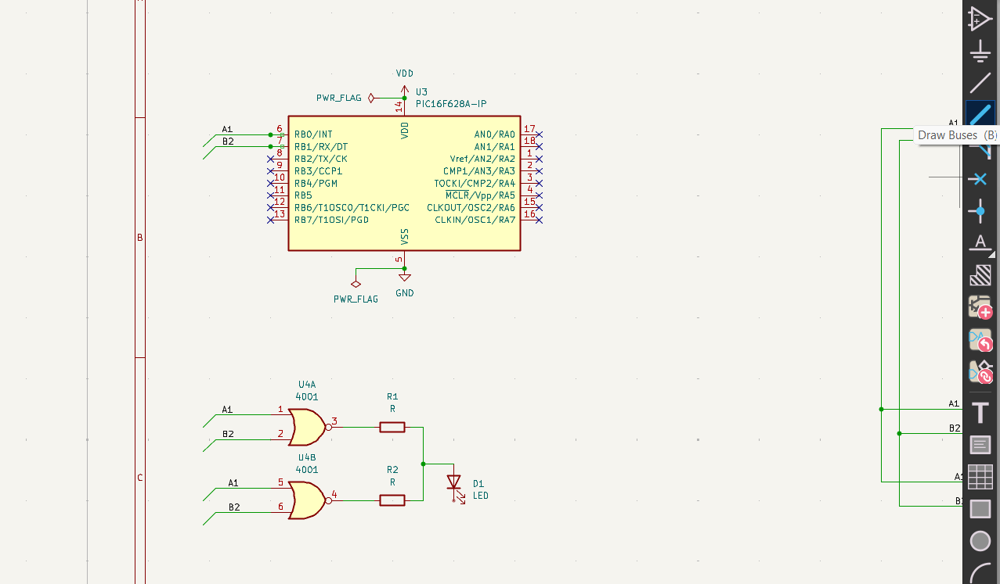 VDD
PWR_FLAG
U3
PIC16F628A-IP
14
VDD
A1
6
RB0/INT
AN0/RA0
17
B2
7
RB1/RX/DT
AN1/RA1
18
8
RB2/TX/CK
Vref/AN2/RA2
1
9
RB3/CCP1
CMP1/AN3/RA3
2
10
RB4/PGM
TOCKI/CMP2/RA4
3
11
RB5
MCLR/Vpp/RA5
4
12
RB6/T1OSCO/T1CKI/PGC
CLKOUT/OSC2/RA6
15
13
RB7/T1OSI/PGD
CLKIN/OSC1/RA7
16
VSS
5
PWR_FLAG
GND
B
A1
Draw Buses (B)
U4A
4001
A1
1
B2
2
3
R1
R
U4B
4001
A1
5
B2
6
4
R2
R
D1
LED
C
A1
B2
A1
B
A
T